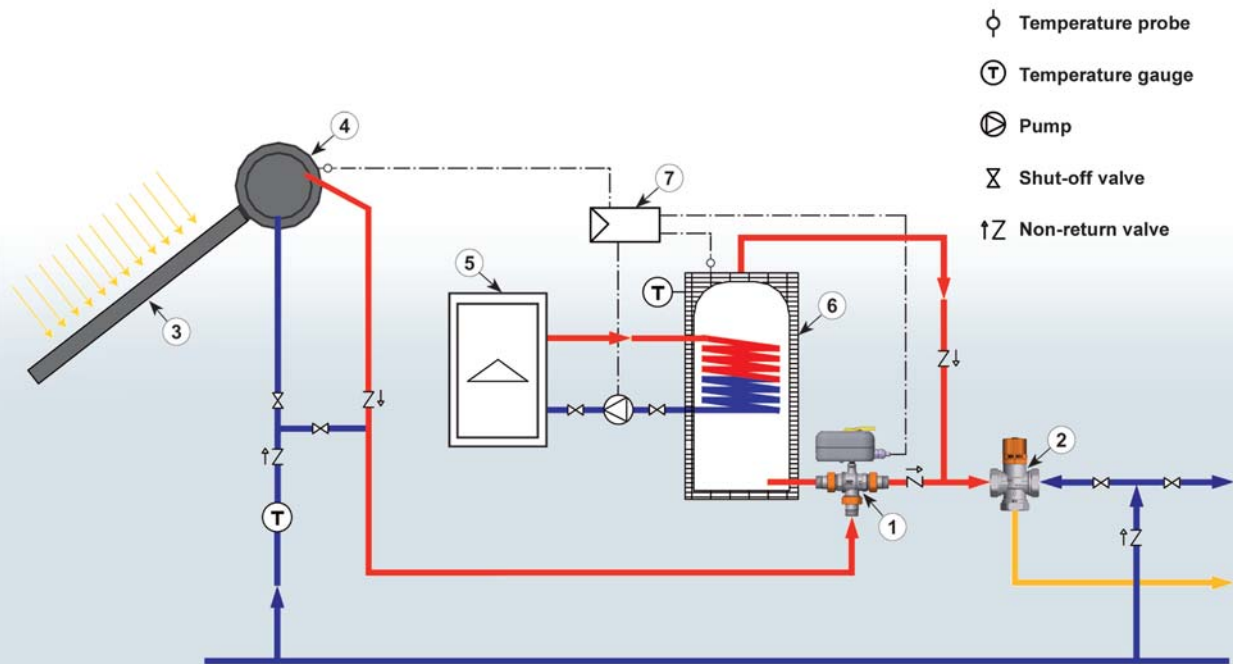 Temperature probe
T Temperature gauge
Pump
Shut-off valve
Non-return valve
4
7
5
3
T
6
2
1
T